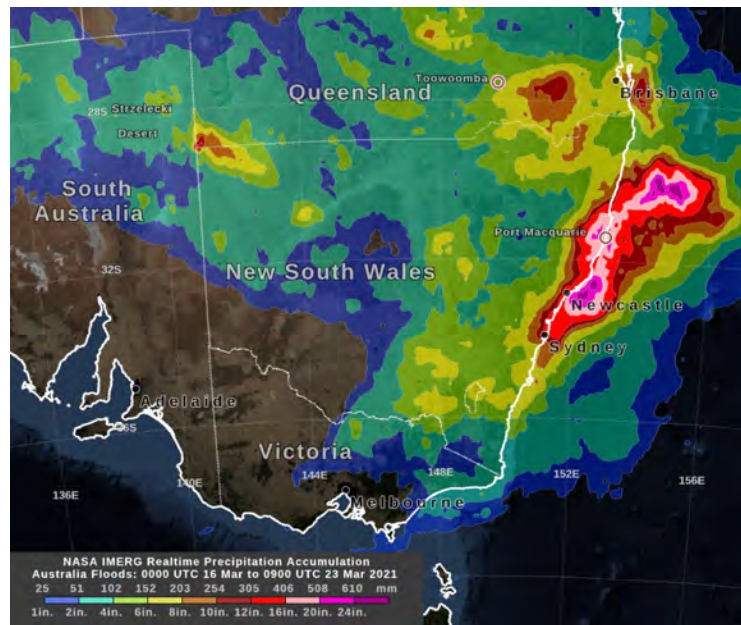 Toowoomba
Brisbane
Queensland
28S
Strzelecki
Desert
South
Australia
Port Macquarie
32S
New South Wales
Newcastle
Sydney
Adelaide
36S
Victoria
144E
148E
152E
156E
136E
140E
Melbourne
NASA IMERG Realtime Precipitation Accumulation
Australia Floods: 0000 UTC 16 Mar to 0900 UTC 23 Mar 2021
25 51 102 152 203 254 305 406 508 610 mm
1in. 2in. 4in. 6in. 8in. 10in. 12in. 16in. 20in. 24in.